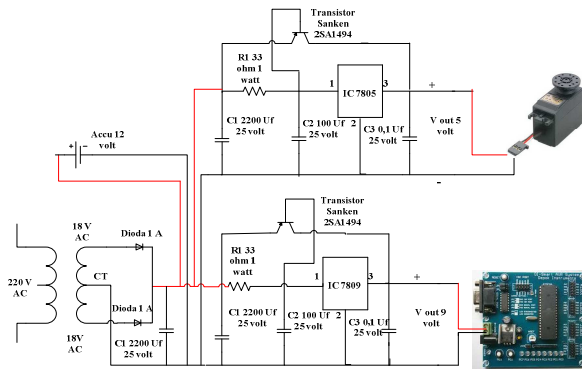 Transistor
Sanken
2SA1494
R1 33
ohm 1
watt
1
IC 7805
3
+
2
C1 2200 Uf
25 volt
C2 100 Uf
25 volt
C3 0,1 Uf
25 volt
V out 5
volt
-
Accu 12
volt
+
-
Transistor
Sanken
2SA1494
18 V
AC
Dioda 1 A
R1 33
ohm 1
watt
1
IC 7809
3
+
2
CT
220 V
AC
Dioda 1 A
18V
AC
C1 2200 Uf
25 volt
C1 2200 Uf
25 volt
C2 100 Uf
25 volt
C3 0,1 Uf
25 volt
V out 9
volt